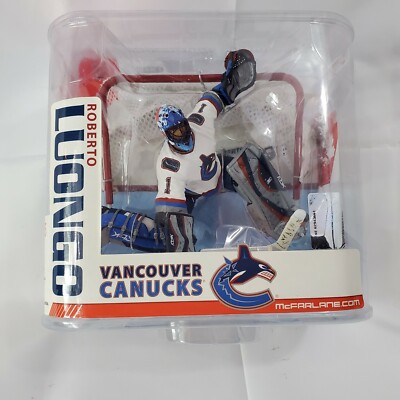 ROBERTO
LUONGO
1
1
VANCOUVER
CANUCKS
McFARLANE.COM